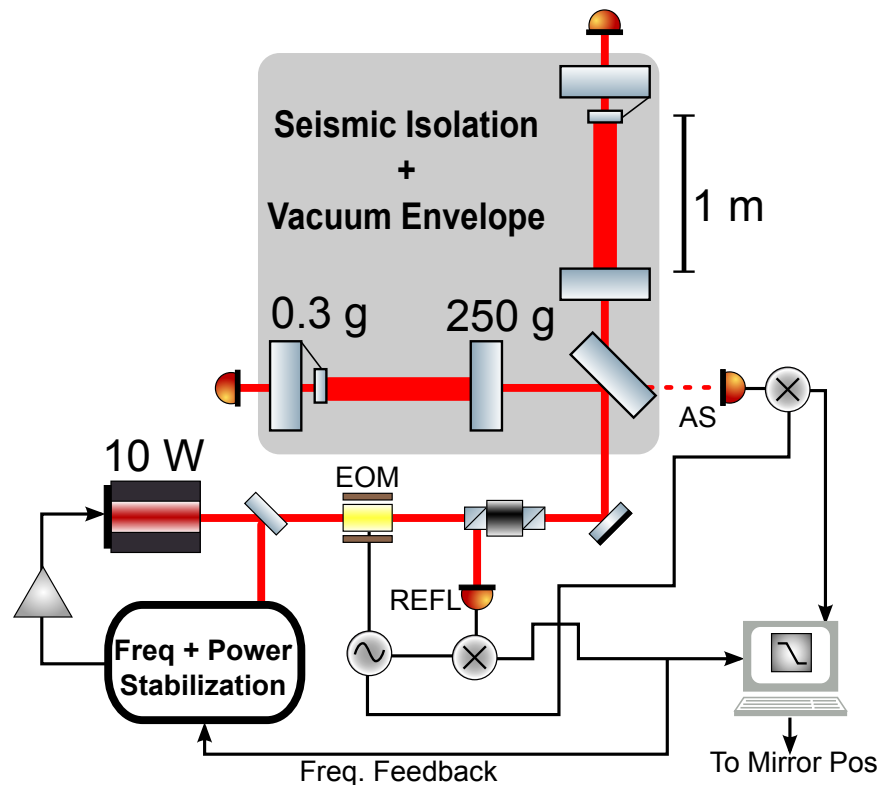 Seismic Isolation
+
Vacuum Envelope
1 m
0.3 g
250 g
AS
10 W
EOM
REFL
Freq + Power
Stabilization
To Mirror Pos
Freq. Feedback